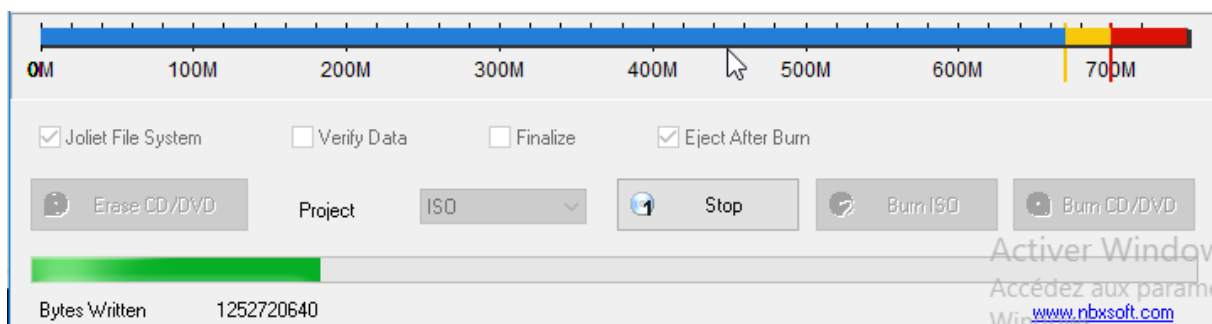 0M 100M 200M 300M 400M 500M 600M 700M
Joliet File System Verify Data Finalize Eject After Burn
Erase CD/DVD Project ISO Stop Burn ISO Burn CD/DVD
Activer Window
Accédez aux parame
Bytes Written 1252720640 Win www.nbxsoft.com